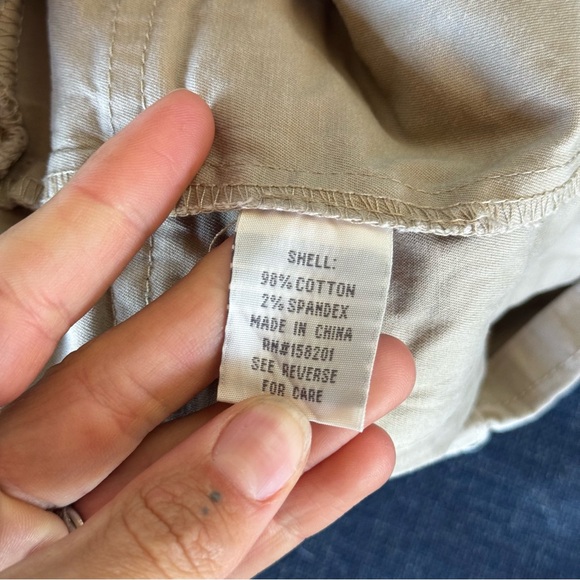 SHELL:
98% COTTON
2% SPANDEX
MADE IN CHINA
RN#158201
SEE REVERSE
FOR CARE